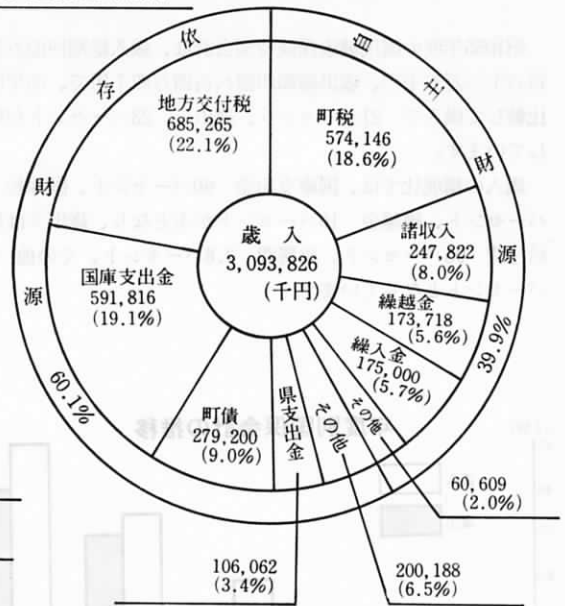 依存財源
60.1%
自主財源
39.9%
歳入
3,093,826
(千円)
町税
574,146
(18.6%)
諸収入
247,822
(8.0%)
繰越金
173,718
(5.6%)
繰入金
175,000
(5.7%)
その他
60,609
(2.0%)
その他
200,188
(6.5%)
県支出金
106,062
(3.4%)
町債
279,200
(9.0%)
国庫支出金
591,816
(19.1%)
地方交付税
685,265
(22.1%)